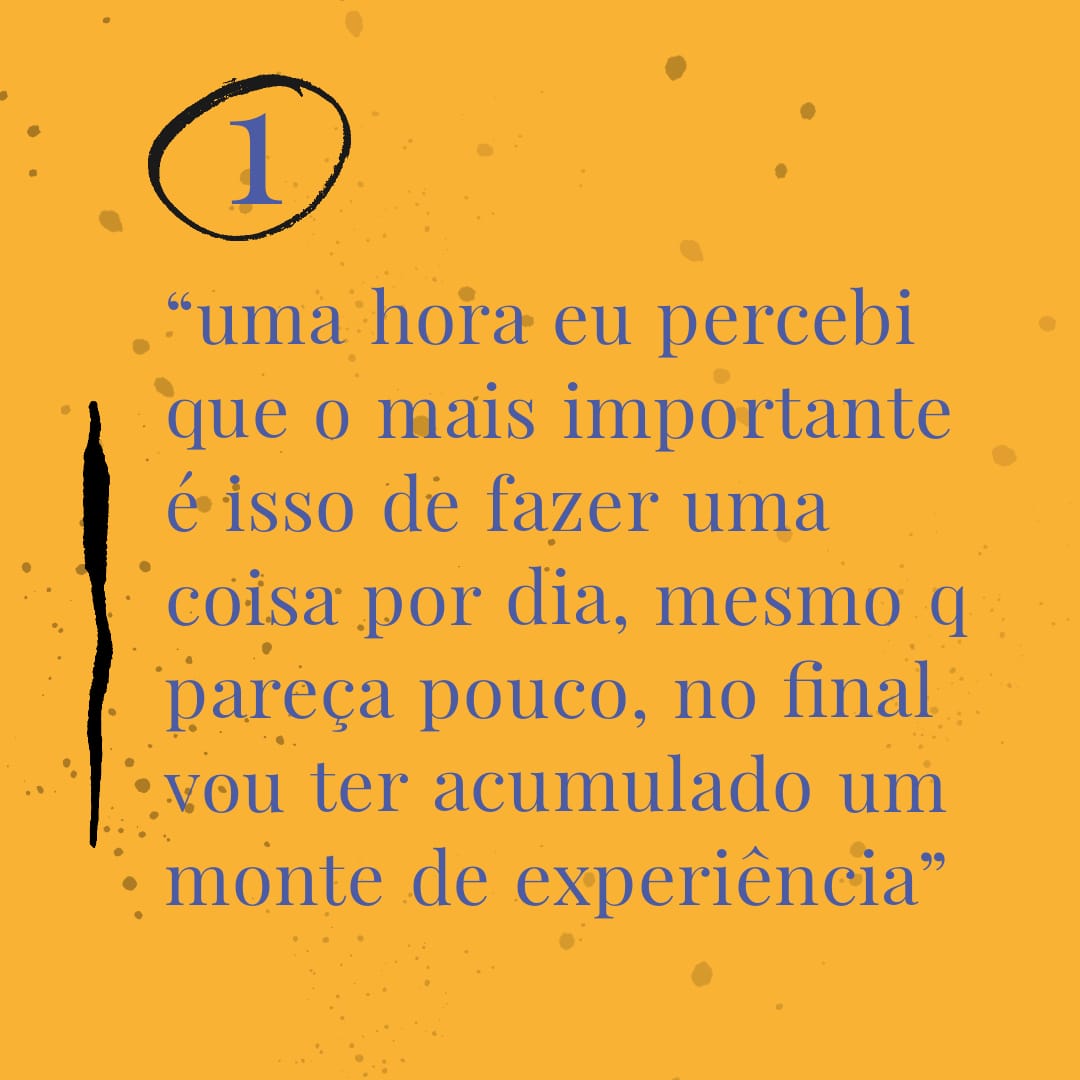 1
“uma hora eu percebi
que o mais importante
é isso de fazer uma
coisa por dia, mesmo q
pareça pouco, no final
vou ter acumulado um
monte de experiência”